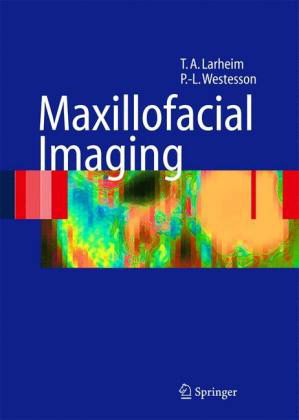 T. A. Larheim
P.-L. Westesson
Maxillofacial
Imaging
Springer